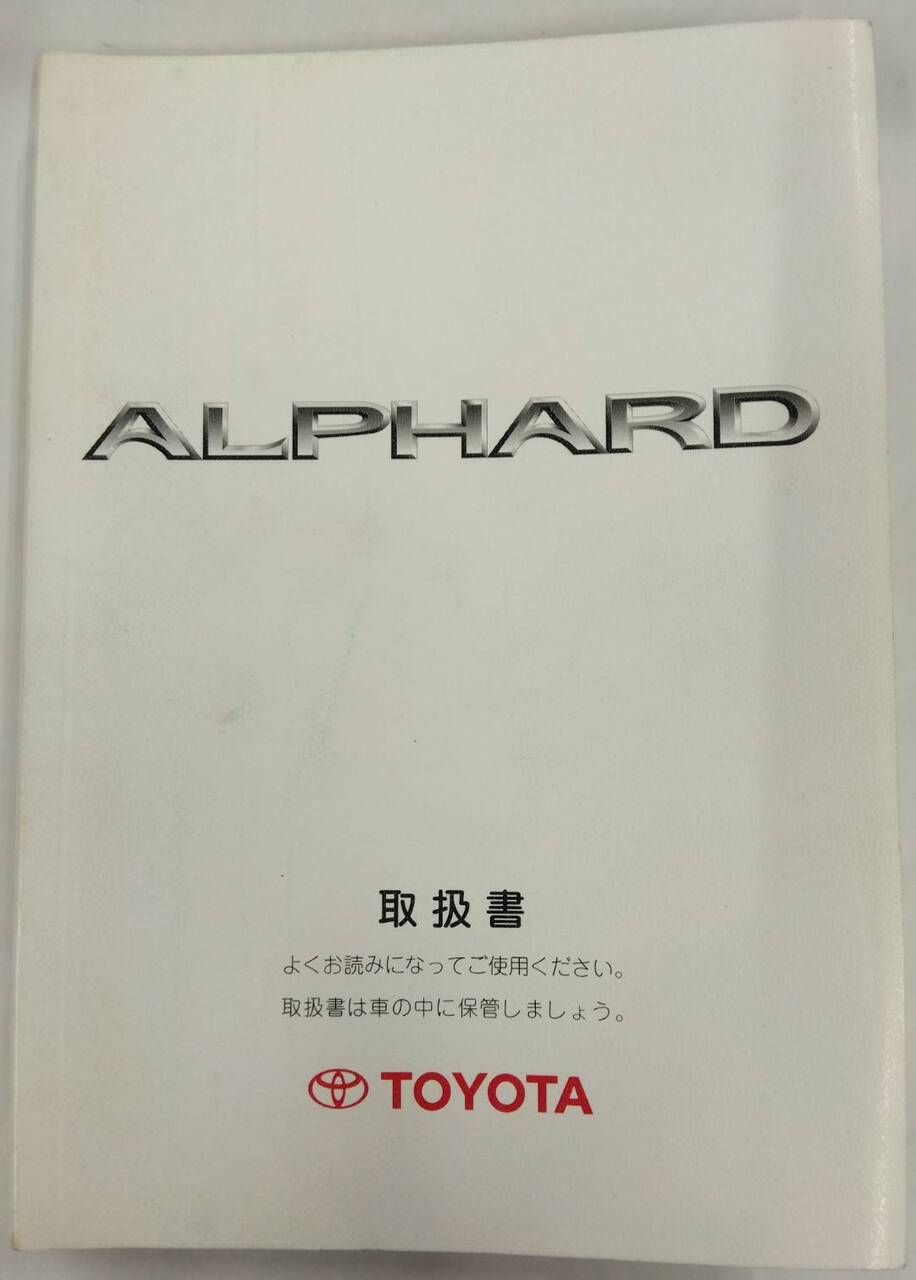 ALPHARD
取扱書
よくお読みになってご使用ください。
取扱書は車の中に保管しましょう。
TOYOTA